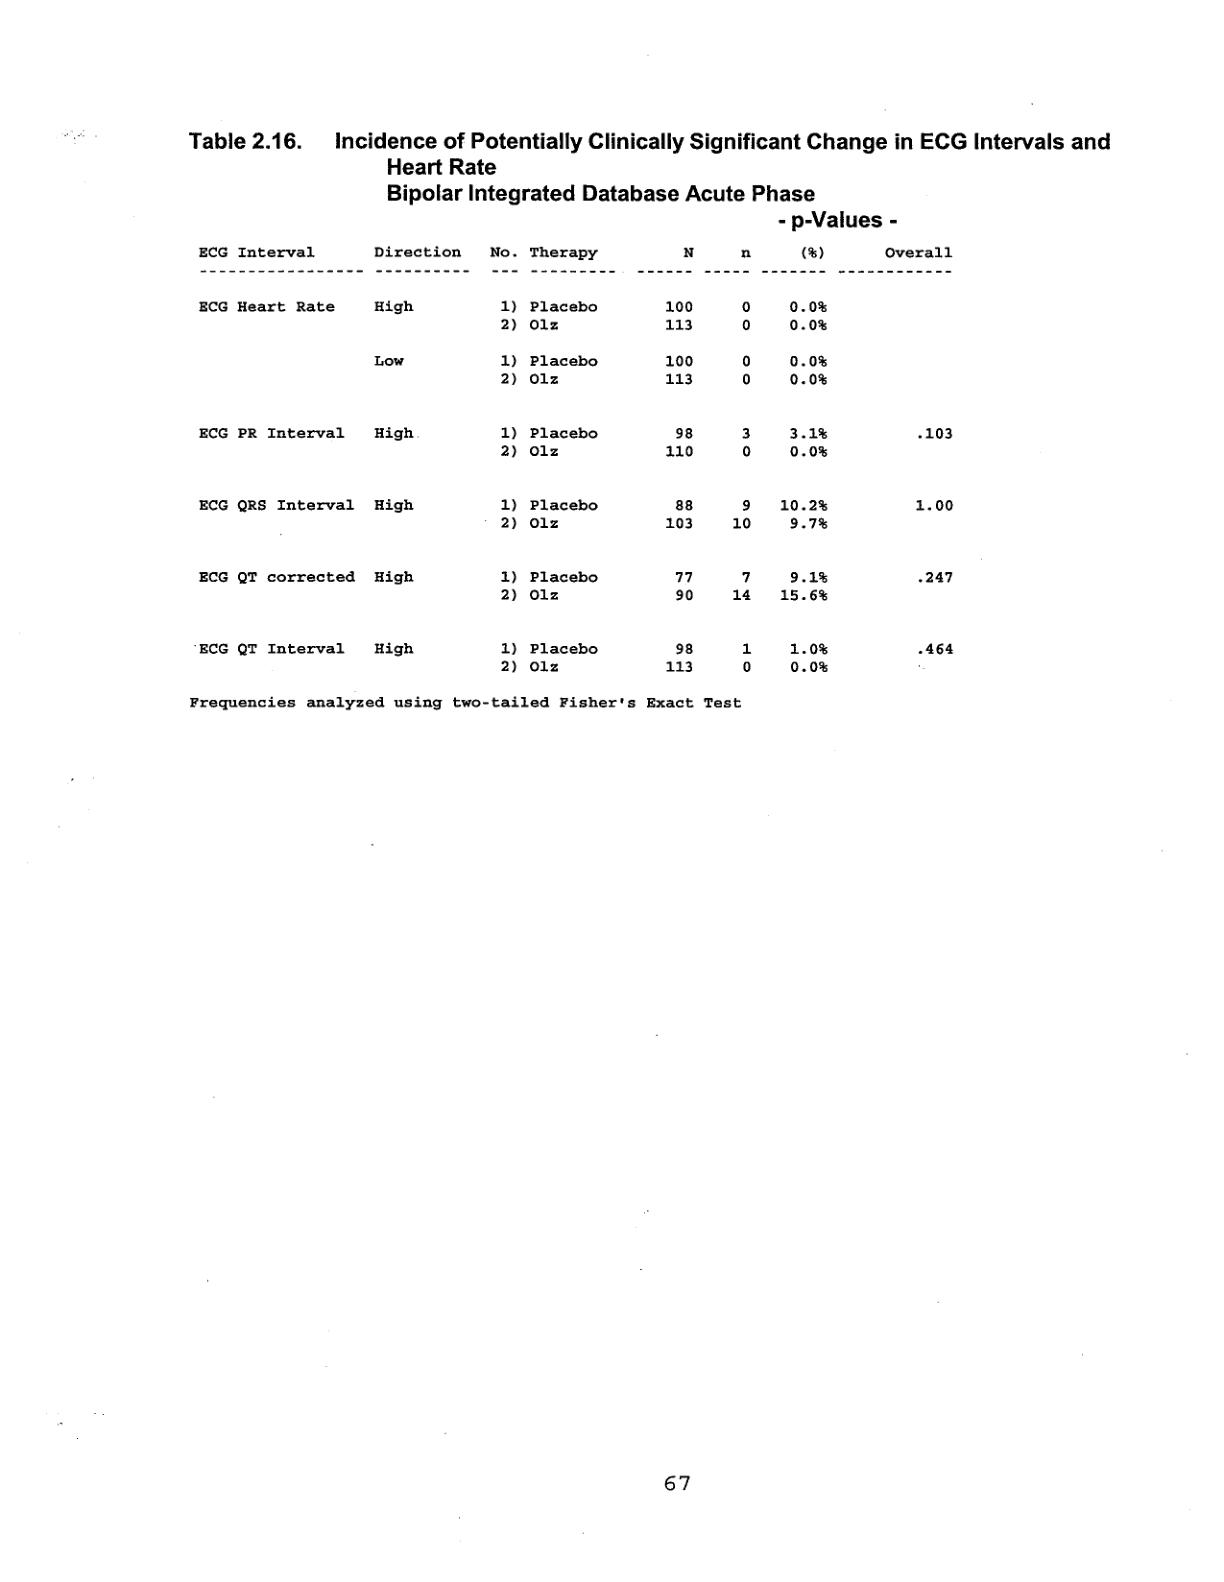 Table 2.16. Incidence of Potentially Clinically Significant Change in ECG Intervals and
Heart Rate
Bipolar Integrated Database Acute Phase
- p-Values -
ECG Interval Direction No. Therapy N n (%) Overall
----------------- ---------- --- --------- ------ ----- ------- ------------
ECG Heart Rate High 1) Placebo 100 0 0.0%
2) Olz 113 0 0.0%
Low 1) Placebo 100 0 0.0%
2) Olz 113 0 0.0%
ECG PR Interval High 1) Placebo 98 3 3.1% .103
2) Olz 110 0 0.0%
ECG QRS Interval High 1) Placebo 88 9 10.2% 1.00
2) Olz 103 10 9.7%
ECG QT corrected High 1) Placebo 77 7 9.1% .247
2) Olz 90 14 15.6%
ECG QT Interval High 1) Placebo 98 1 1.0% .464
2) Olz 113 0 0.0%
Frequencies analyzed using two-tailed Fisher's Exact Test
67